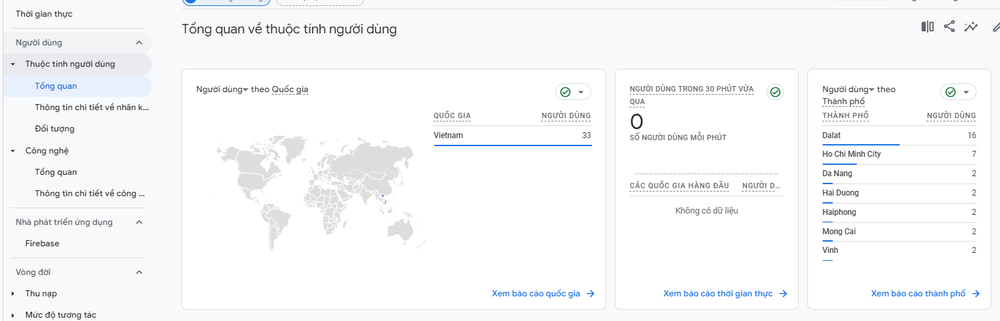 Thời gian thực
Người dùng
Thuộc tính người dùng
Tổng quan
Thông tin chi tiết về nhân k...
Đối tượng
Công nghệ
Tổng quan
Thông tin chi tiết về công ...
Nhà phát triển ứng dụng
Firebase
Vòng đời
Thu nạp
Mức độ tương tác
Tổng quan về thuộc tính người dùng
Người dùng theo Quốc gia
QUỐC GIA NGƯỜI DÙNG
Vietnam 33
Xem báo cáo quốc gia
NGƯỜI DÙNG TRONG 30 PHÚT VỪA
QUA
0
SỐ NGƯỜI DÙNG MỖI PHÚT
CÁC QUỐC GIA HÀNG ĐẦU NGƯỜI D...
Không có dữ liệu
Xem báo cáo thời gian thực
Người dùng theo
Thành phố
THÀNH PHỐ NGƯỜI DÙNG
Dalat 16
Ho Chi Minh City 7
Da Nang 2
Hai Duong 2
Haiphong 2
Mong Cai 2
Vinh 2
Xem báo cáo thành phố